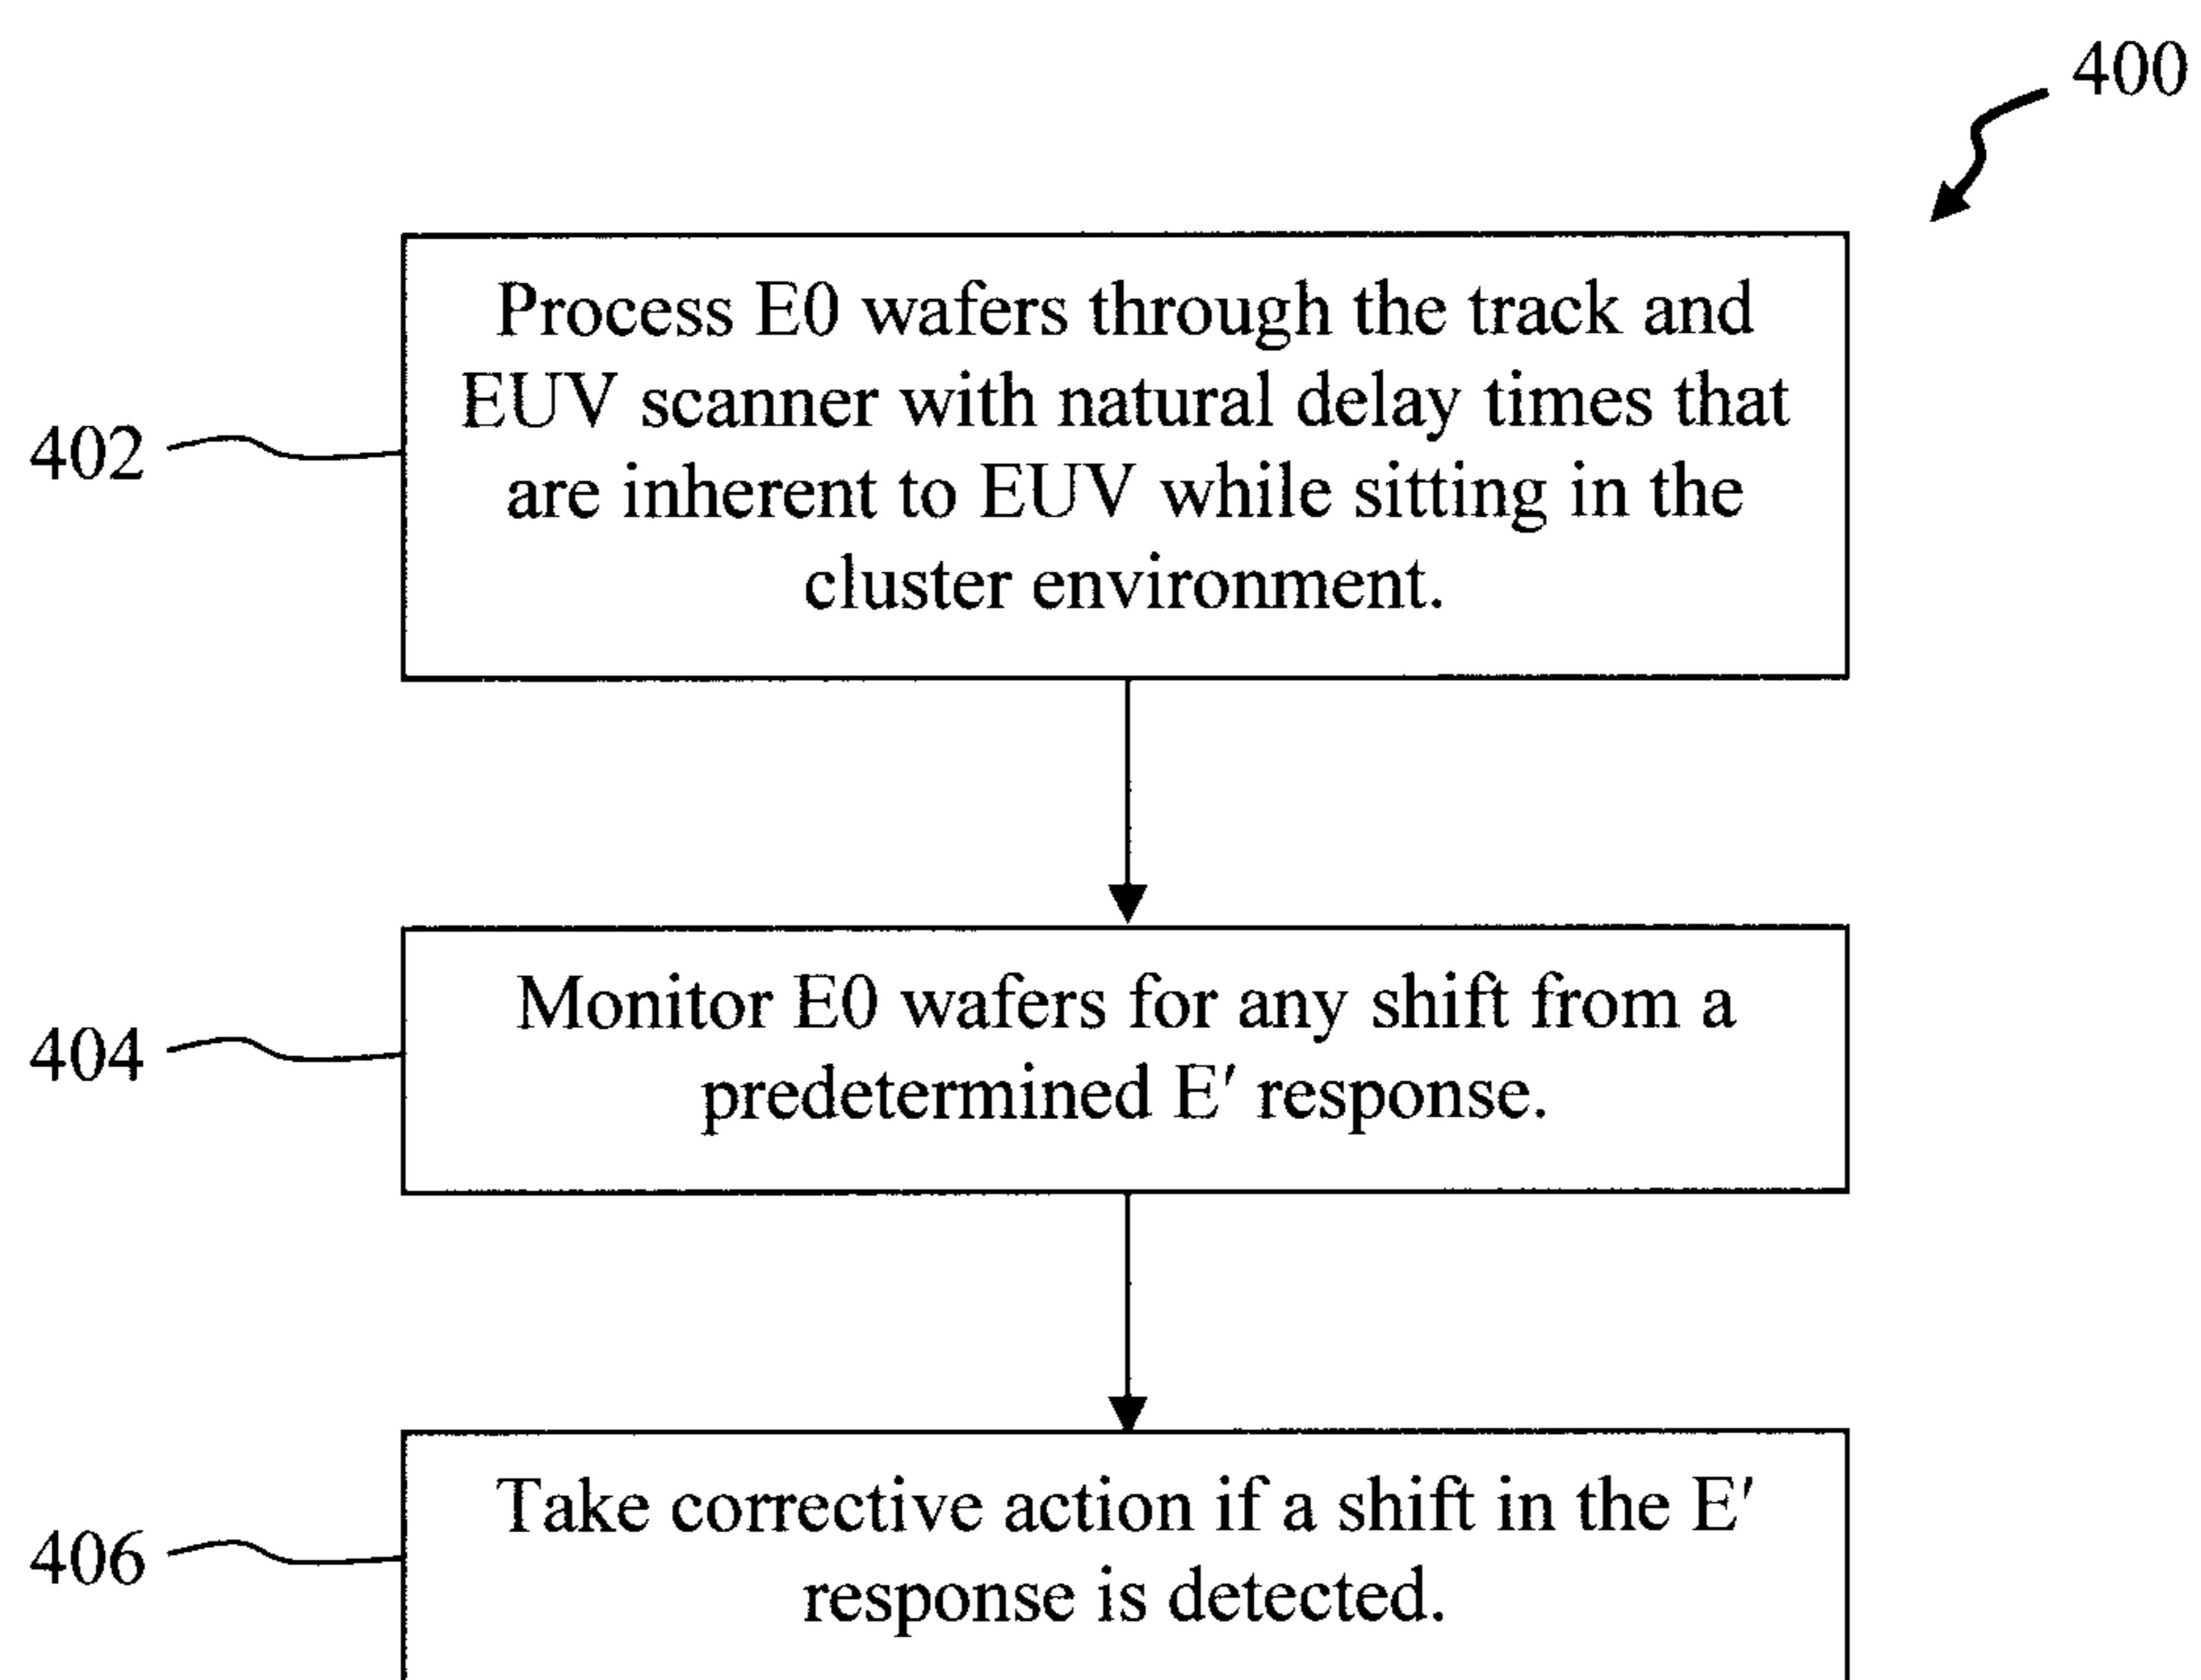 400
Process E0 wafers through the track and
EUV scanner with natural delay times that
are inherent to EUV while sitting in the
cluster environment.
402
Monitor E0 wafers for any shift from a
predetermined E' response.
404
Take corrective action if a shift in the E'
response is detected.
406